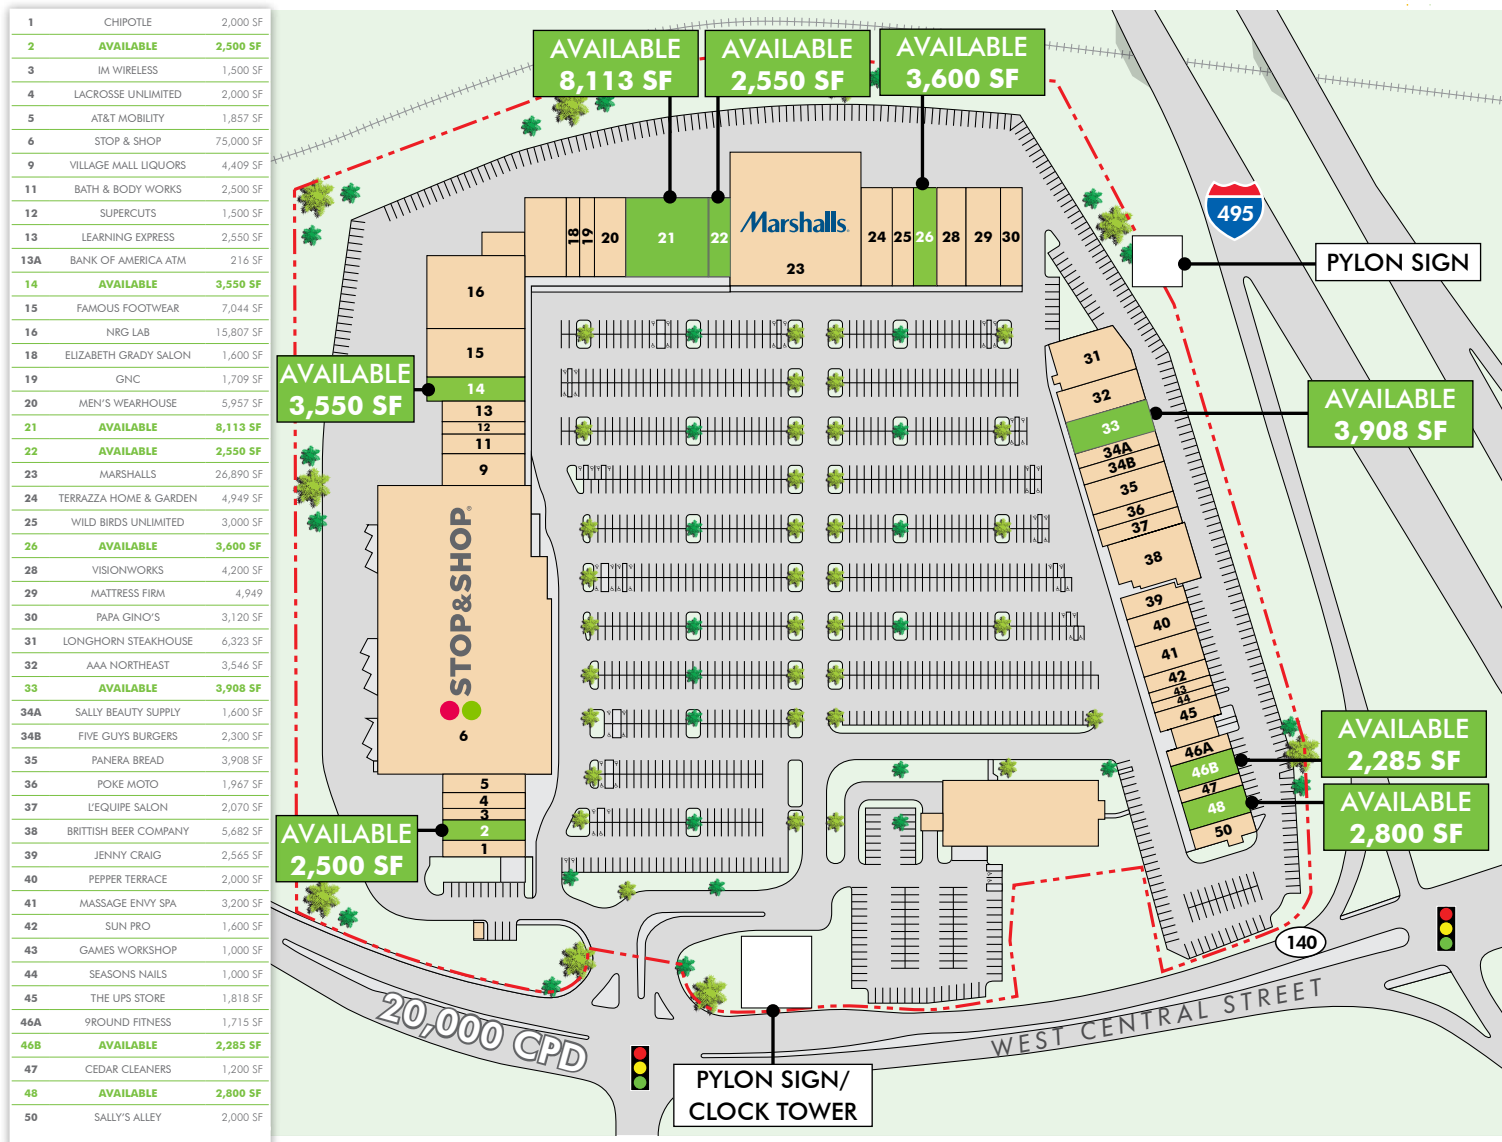 1 CHIPOTLE 2,000 SF
2 AVAILABLE 2,500 SF
3 IM WIRELESS 1,500 SF
4 LACROSSE UNLIMITED 2,000 SF
5 AT&T MOBILITY 1,857 SF
6 STOP & SHOP 75,000 SF
9 VILLAGE MALL LIQUORS 4,409 SF
11 BATH & BODY WORKS 2,500 SF
12 SUPERCUTS 1,500 SF
13 LEARNING EXPRESS 2,550 SF
13A BANK OF AMERICA ATM 216 SF
14 AVAILABLE 3,550 SF
15 FAMOUS FOOTWEAR 7,044 SF
16 NRG LAB 15,807 SF
18 ELIZABETH GRADY SALON 1,600 SF
19 GNC 1,709 SF
20 MEN'S WEARHOUSE 5,957 SF
21 AVAILABLE 8,113 SF
22 AVAILABLE 2,550 SF
23 MARSHALLS 26,890 SF
24 TERRAZZA HOME & GARDEN 4,949 SF
25 WILD BIRDS UNLIMITED 3,000 SF
26 AVAILABLE 3,600 SF
28 VISIONWORKS 4,200 SF
29 MATTRESS FIRM 4,949
30 PAPA GINO'S 3,120 SF
31 LONGHORN STEAKHOUSE 6,323 SF
32 AAA NORTHEAST 3,546 SF
33 AVAILABLE 3,908 SF
34A SALLY BEAUTY SUPPLY 1,600 SF
34B FIVE GUYS BURGERS 2,300 SF
35 PANERA BREAD 3,908 SF
36 POKE MOTO 1,967 SF
37 L'EQUIPE SALON 2,070 SF
38 BRITTISH BEER COMPANY 5,682 SF
39 JENNY CRAIG 2,565 SF
40 PEPPER TERRACE 2,000 SF
41 MASSAGE ENVY SPA 3,200 SF
42 SUN PRO 1,600 SF
43 GAMES WORKSHOP 1,000 SF
44 SEASONS NAILS 1,000 SF
45 THE UPS STORE 1,818 SF
46A 9ROUND FITNESS 1,715 SF
46B AVAILABLE 2,285 SF
47 CEDAR CLEANERS 1,200 SF
48 AVAILABLE 2,800 SF
50 SALLY'S ALLEY 2,000 SF
AVAILABLE
8,113 SF
AVAILABLE
2,550 SF
AVAILABLE
3,600 SF
495
PYLON SIGN
18
19
20
21
22
Marshalls
23
24
25
26
28
29
30
16
15
14
13
12
11
9
AVAILABLE
3,550 SF
STOP&SHOP
6
5
4
3
2
1
AVAILABLE
2,500 SF
31
32
33
34A
34B
35
36
37
38
39
40
41
42
43
44
45
46A
46B
47
48
50
AVAILABLE
3,908 SF
AVAILABLE
2,285 SF
AVAILABLE
2,800 SF
140
WEST CENTRAL STREET
20,000 CPD
PYLON SIGN/
CLOCK TOWER